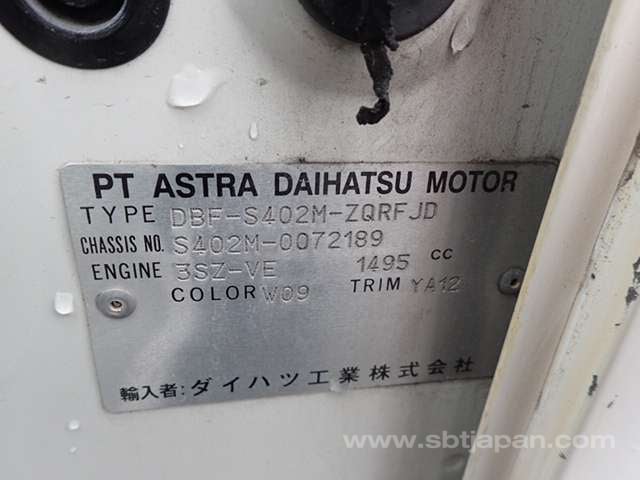 PT ASTRA DAIHATSU MOTOR
TYPE DBF-S402M-ZQRFJD
CHASSIS NO. S402M-0072189
ENGINE 3SZ-VE 1495 CC
COLOR W09 TRIM YA12
輸入者: ダイハツ工業株式会社
www.sbtjapan.com